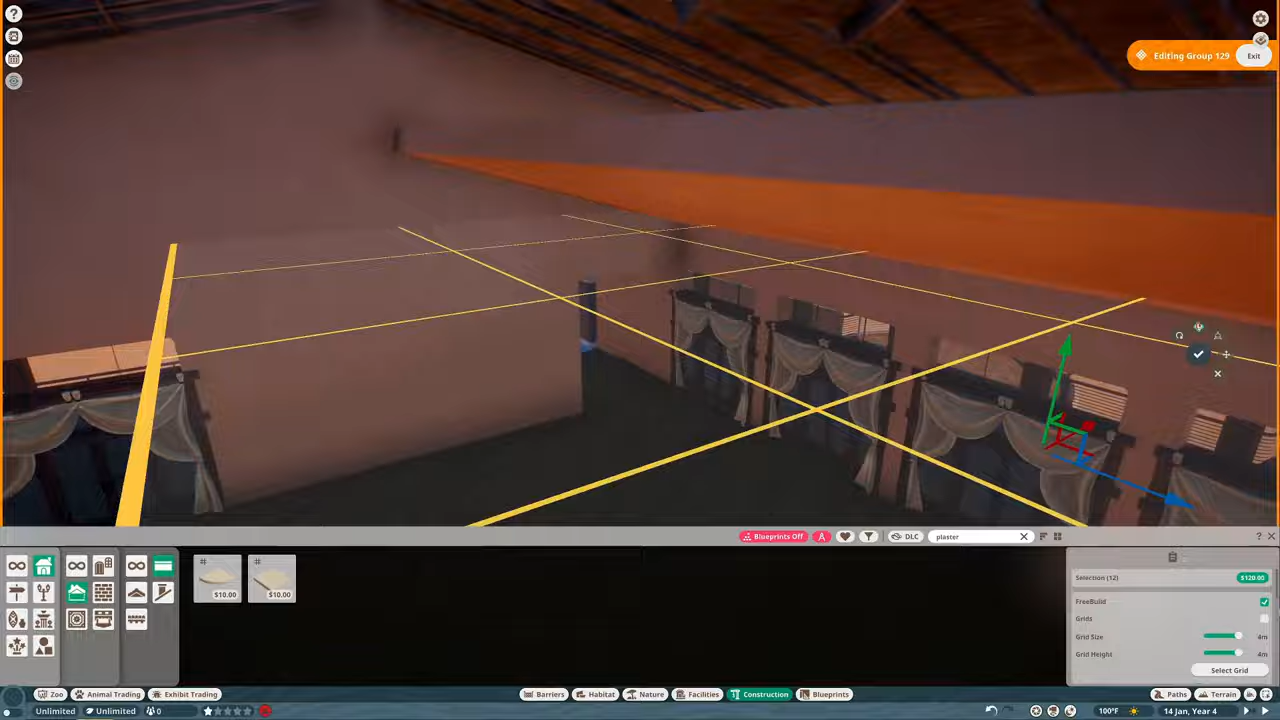 Editing Group 129
Exit
Blueprints Off
DLC
plaster
$10.00
$10.00
Selection (12)
$120.00
FreeBuild
Grids
Grid Size
4m
Grid Height
4m
Select Grid
Zoo
Animal Trading
Exhibit Trading
Barriers
Habitat
Nature
Facilities
Construction
Blueprints
Paths
Terrain
Unlimited
Unlimited
0
100°F
14 Jan, Year 4